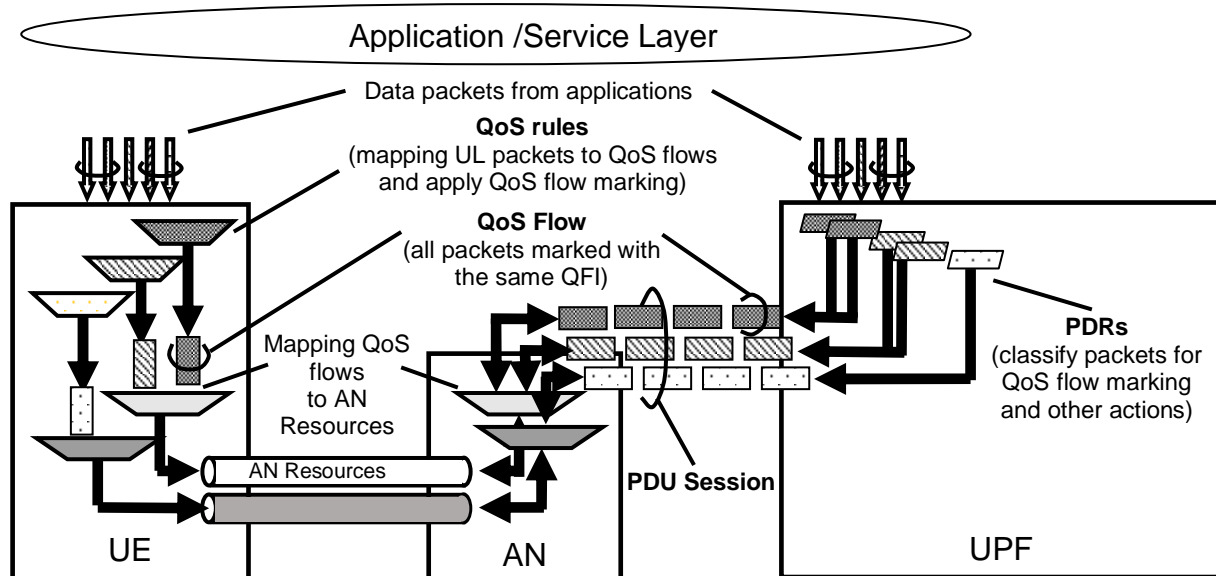 Application /Service Layer
Data packets from applications
QoS rules
(mapping UL packets to QoS flows
and apply QoS flow marking)
QoS Flow
(all packets marked with
the same QFI)
Mapping QoS
flows
to AN
Resources
PDRs
(classify packets for
QoS flow marking
and other actions)
AN Resources
PDU Session
UE
AN
UPF